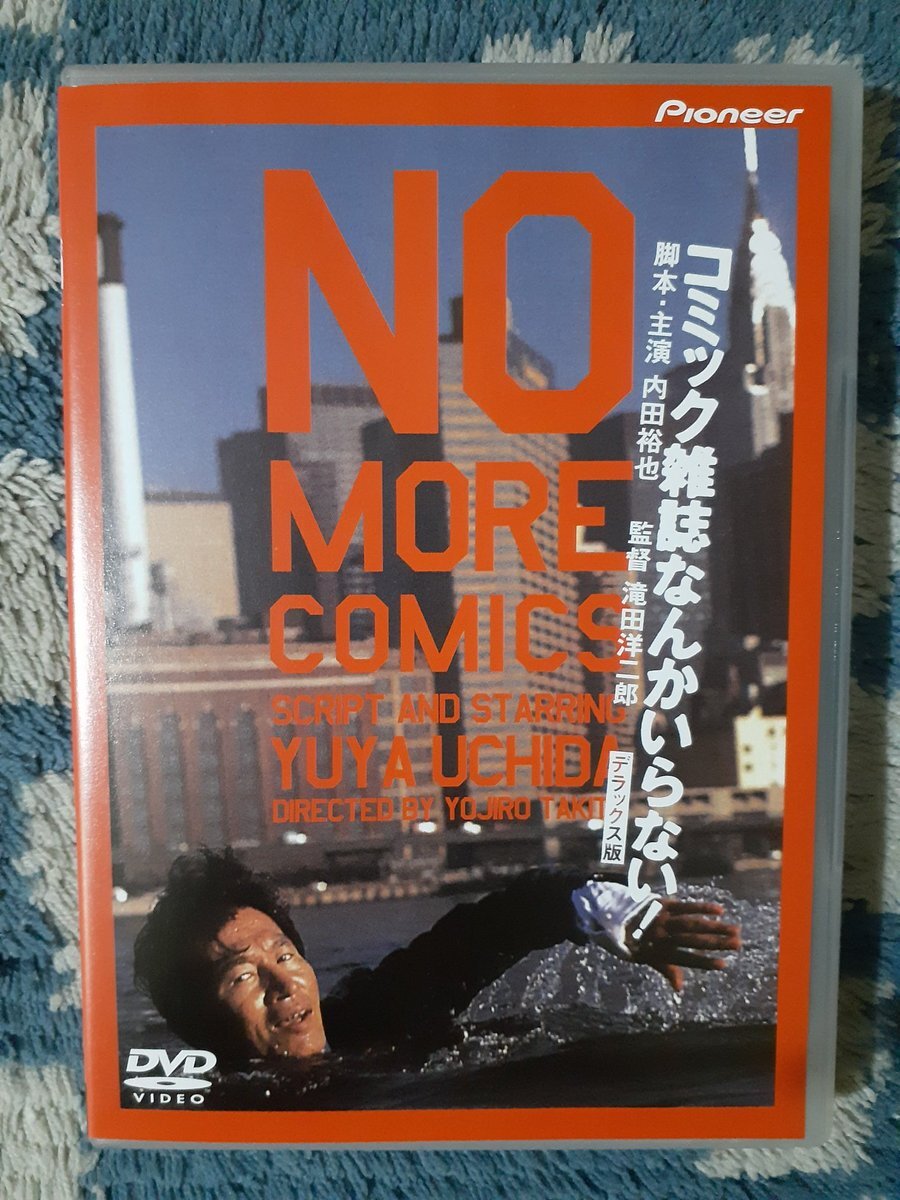 Pioneer
NO
MORE
COMICS
SCRIPT AND STARRING
YUYA UCHIDA
DIRECTED BY YOJIRO TAKIT
コミック雑誌なんかいらない!
脚本・主演 内田裕也 監督 滝田洋二郎
デラックス版
DVD
VIDEO